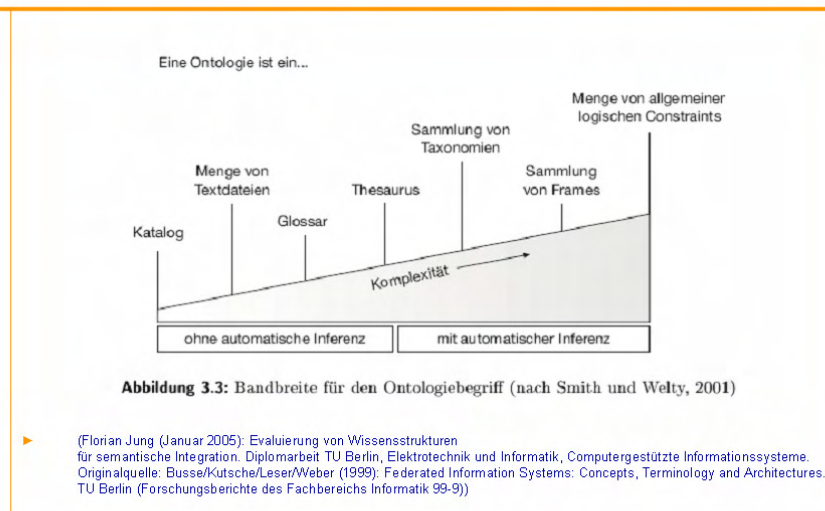 Eine Ontologie ist ein...
Menge von allgemeiner
logischen Constraints
Sammlung von
Taxonomien
Menge von
Textdateien
Thesaurus
Sammlung
von Frames
Glossar
Katalog
Komplexität
ohne automatische Inferenz
mit automatischer Inferenz
Abbildung 3.3: Bandbreite für den Ontologiebegriff (nach Smith und Welty, 2001)
► (Florian Jung (Januar 2005): Evaluierung von Wissensstrukturen
für semantische Integration. Diplomarbeit TU Berlin, Elektrotechnik und Informatik, Computergestützte Informationssysteme.
Originalquelle: Busse/Kutsche/Leser/Weber (1999): Federated Information Systems: Concepts, Terminology and Architectures.
TU Berlin (Forschungsberichte des Fachbereichs Informatik 99-9))